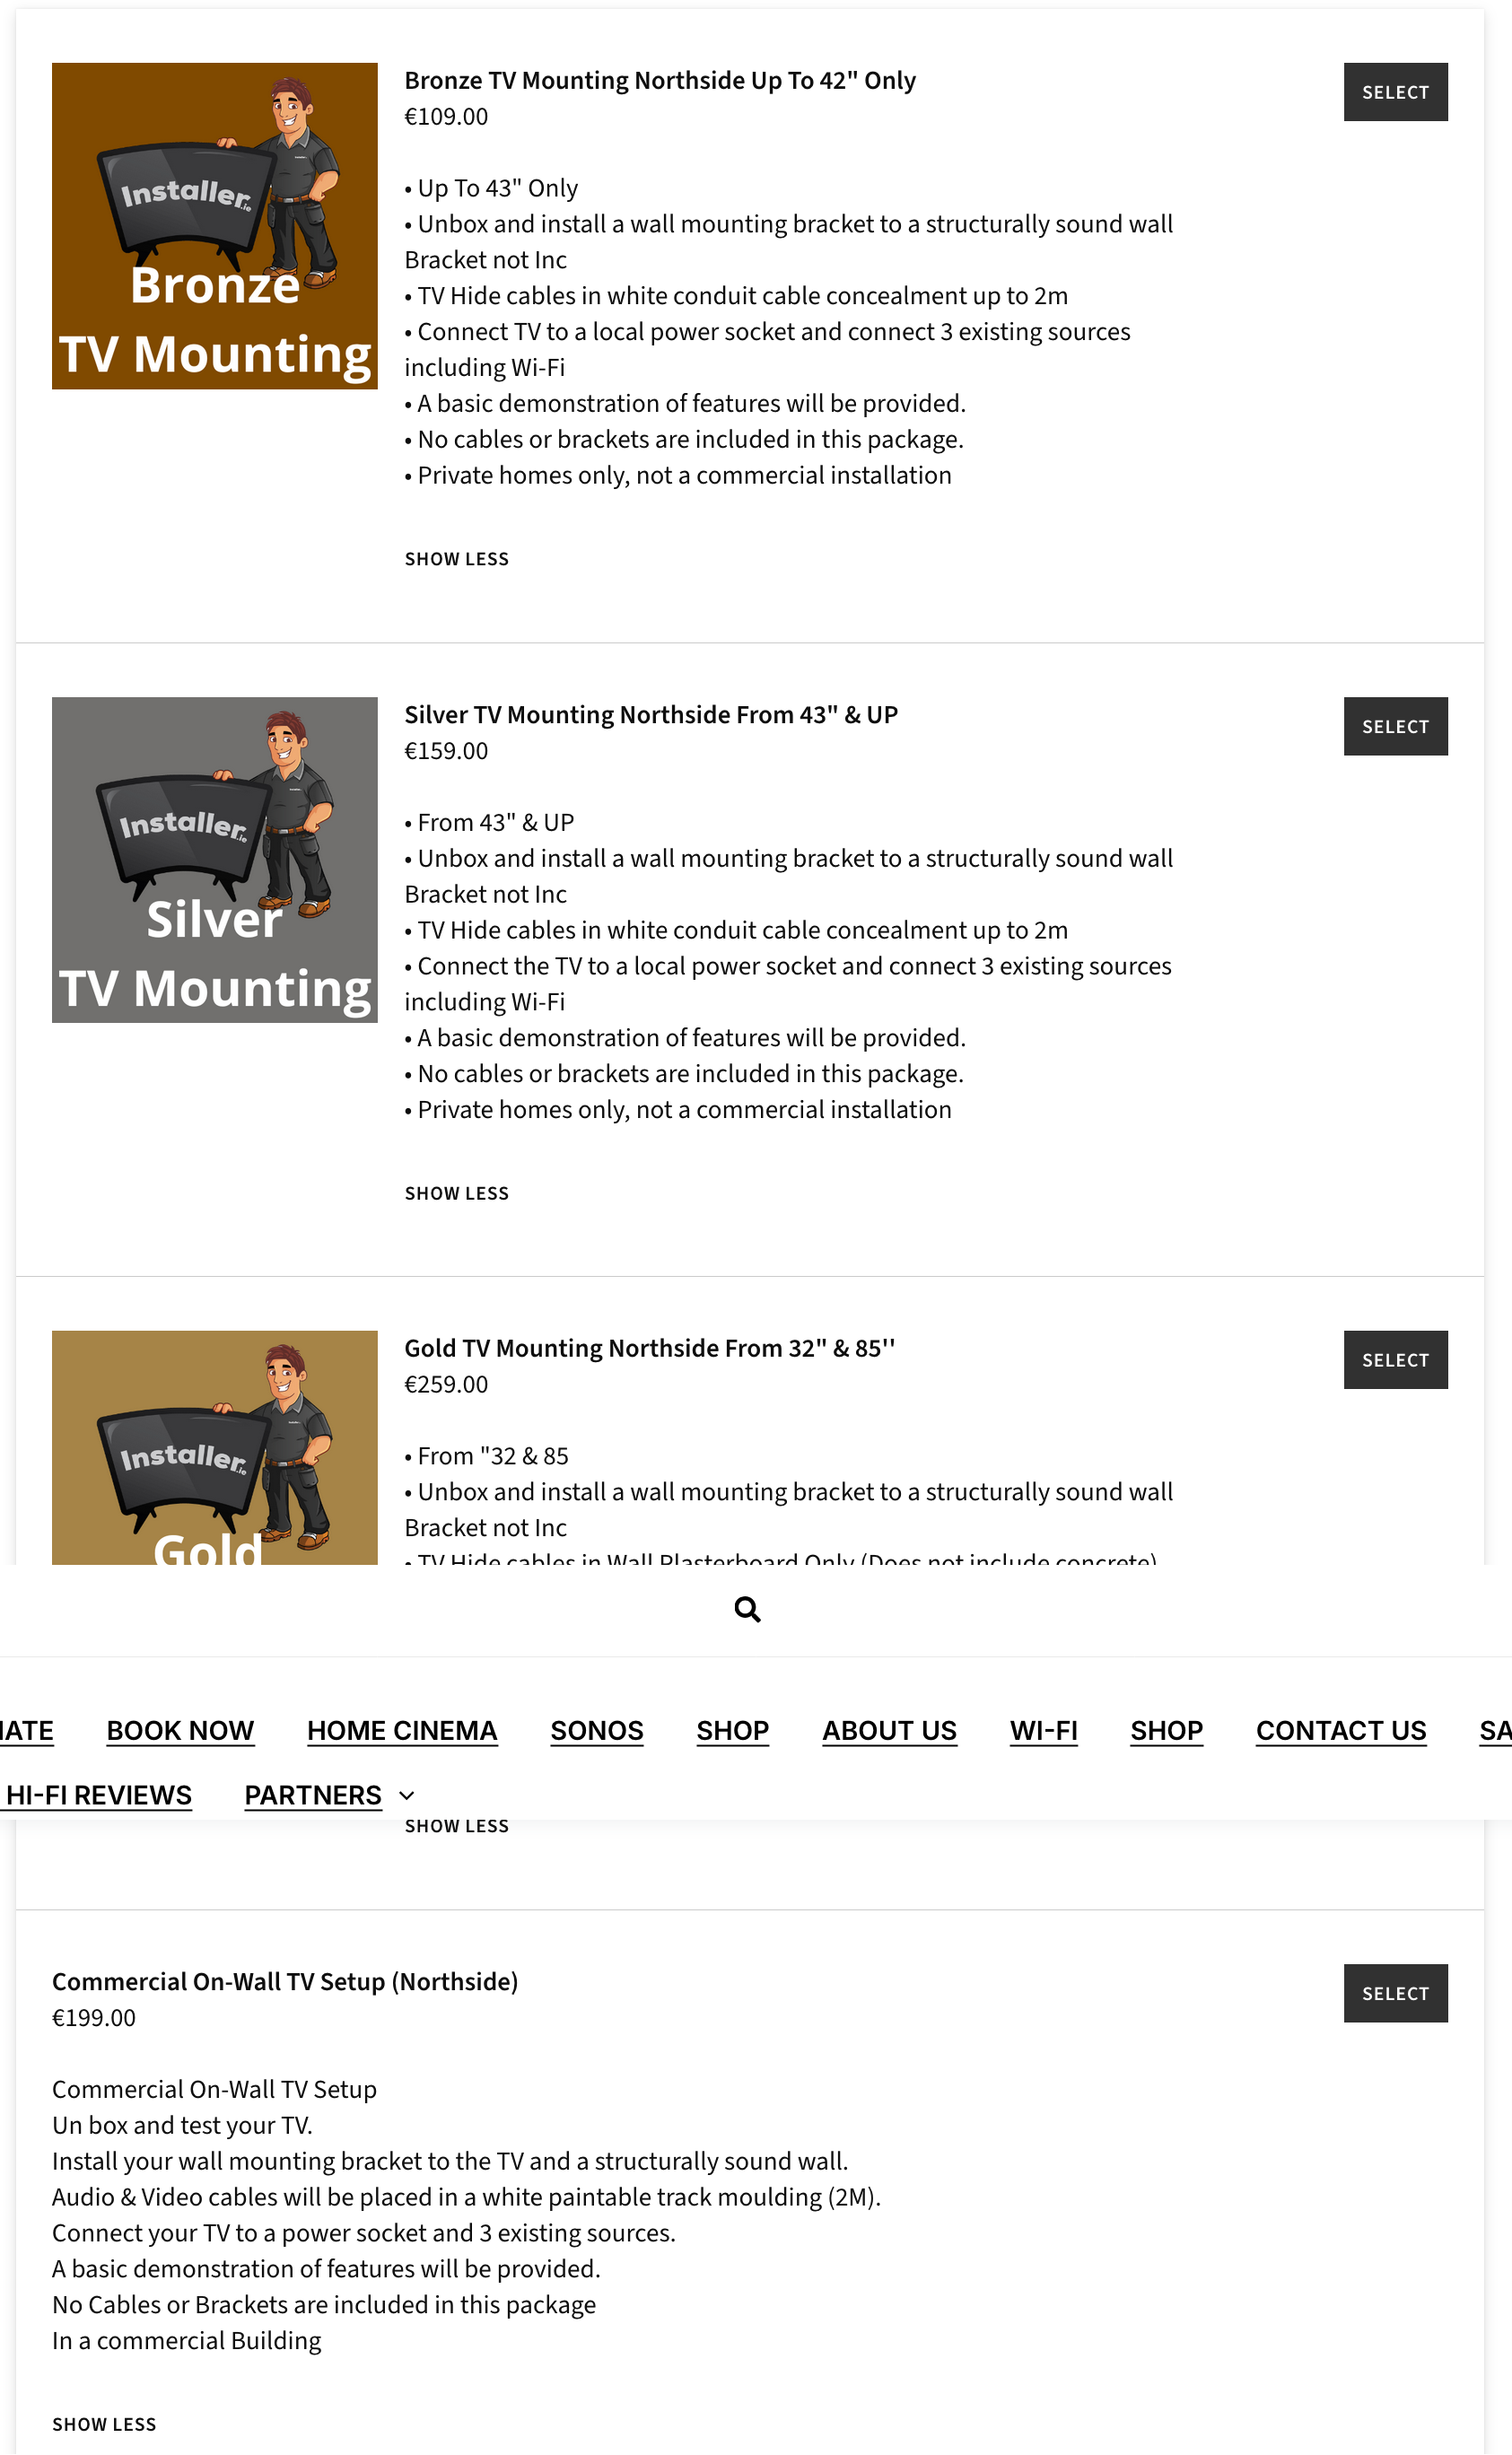 Bronze TV Mounting Northside Up To 42" Only
SELECT
€109.00
Installer.ie
Bronze
TV Mounting
• Up To 43" Only
• Unbox and install a wall mounting bracket to a structurally sound wall
Bracket not Inc
• TV Hide cables in white conduit cable concealment up to 2m
• Connect TV to a local power socket and connect 3 existing sources
including Wi-Fi
• A basic demonstration of features will be provided.
• No cables or brackets are included in this package.
• Private homes only, not a commercial installation
SHOW LESS
Silver TV Mounting Northside From 43" & UP
SELECT
€159.00
Installer.ie
Silver
TV Mounting
• From 43" & UP
• Unbox and install a wall mounting bracket to a structurally sound wall
Bracket not Inc
• TV Hide cables in white conduit cable concealment up to 2m
• Connect the TV to a local power socket and connect 3 existing sources
including Wi-Fi
• A basic demonstration of features will be provided.
• No cables or brackets are included in this package.
• Private homes only, not a commercial installation
SHOW LESS
Gold TV Mounting Northside From 32" & 85''
SELECT
€259.00
Installer.ie
Gold
• From "32 & 85
• Unbox and install a wall mounting bracket to a structurally sound wall
Bracket not Inc
• TV Hide cables in Wall Plasterboard Only (Does not include concrete)
BOOK NOW HOME CINEMA SONOS SHOP ABOUT US WI-FI SHOP CONTACT US
HI-FI REVIEWS PARTNERS
SHOW LESS
Commercial On-Wall TV Setup (Northside)
SELECT
€199.00
Commercial On-Wall TV Setup
Un box and test your TV.
Install your wall mounting bracket to the TV and a structurally sound wall.
Audio & Video cables will be placed in a white paintable track moulding (2M).
Connect your TV to a power socket and 3 existing sources.
A basic demonstration of features will be provided.
No Cables or Brackets are included in this package
In a commercial Building
SHOW LESS